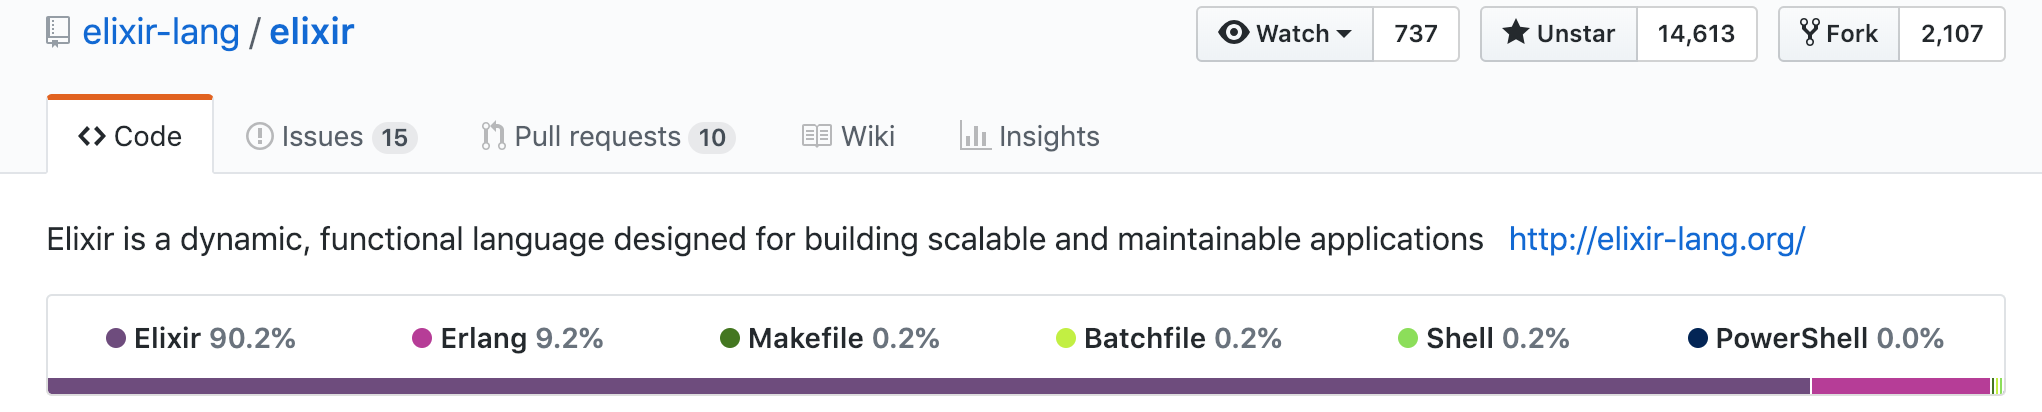 elixir-lang / elixir Watch 737 Unstar 14,613 Fork 2,107
Code Issues 15 Pull requests 10 Wiki Insights
Elixir is a dynamic, functional language designed for building scalable and maintainable applications http://elixir-lang.org/
Elixir 90.2% Erlang 9.2% Makefile 0.2% Batchfile 0.2% Shell 0.2% PowerShell 0.0%